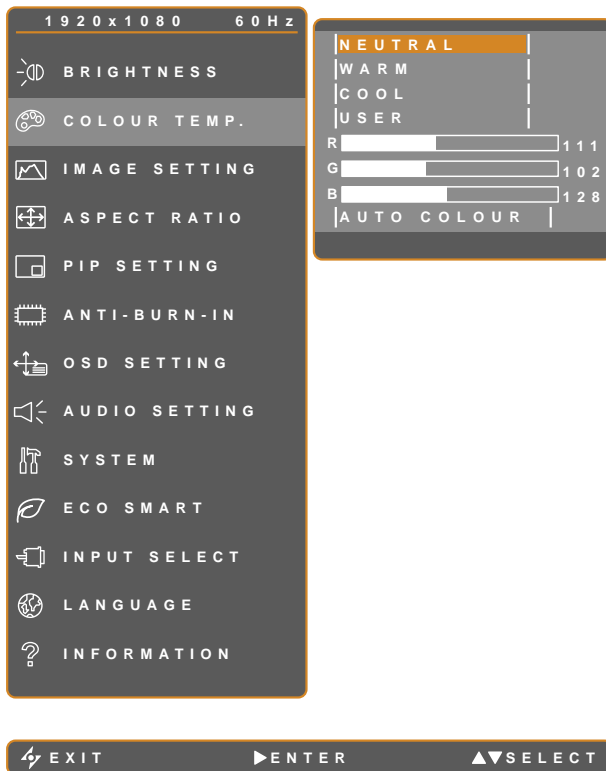 1920x1080 60Hz
BRIGHTNESS
COLOUR TEMP.
IMAGE SETTING
ASPECT RATIO
PIP SETTING
ANTI-BURN-IN
OSD SETTING
AUDIO SETTING
SYSTEM
ECO SMART
INPUT SELECT
LANGUAGE
INFORMATION
NEUTRAL
WARM
COOL
USER
R 111
G 102
B 128
AUTO COLOUR
EXIT ENTER SELECT